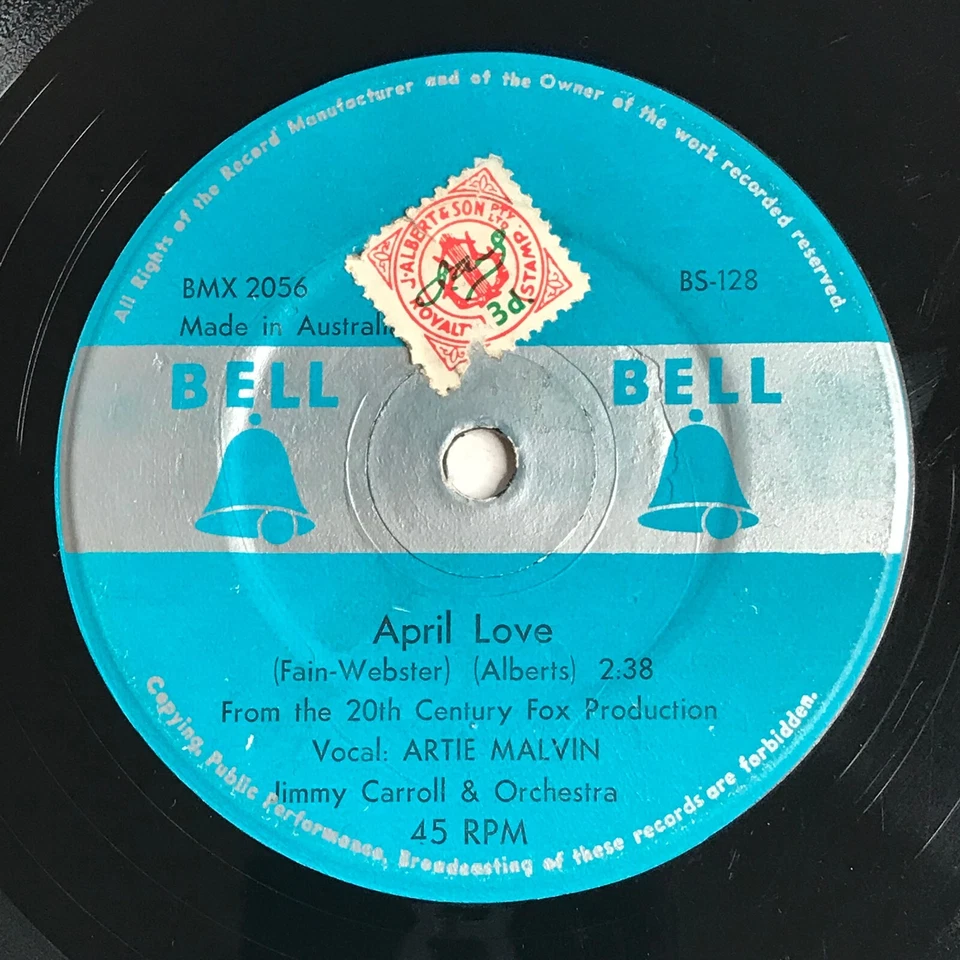 All Rights of the Record Manufacturer and of the Owner of the work recorded reserved.
J. ALBERT & SON PTY LTD.
ROYALTY STAMP
3d.
BMX 2056
BS-128
Made in Australia
BELL BELL
April Love
(Fain-Webster) (Alberts) 2:38
From the 20th Century Fox Production
Vocal: ARTIE MALVIN
Jimmy Carroll & Orchestra
45 RPM
Copying, Public Performance, Broadcasting of these records are forbidden.